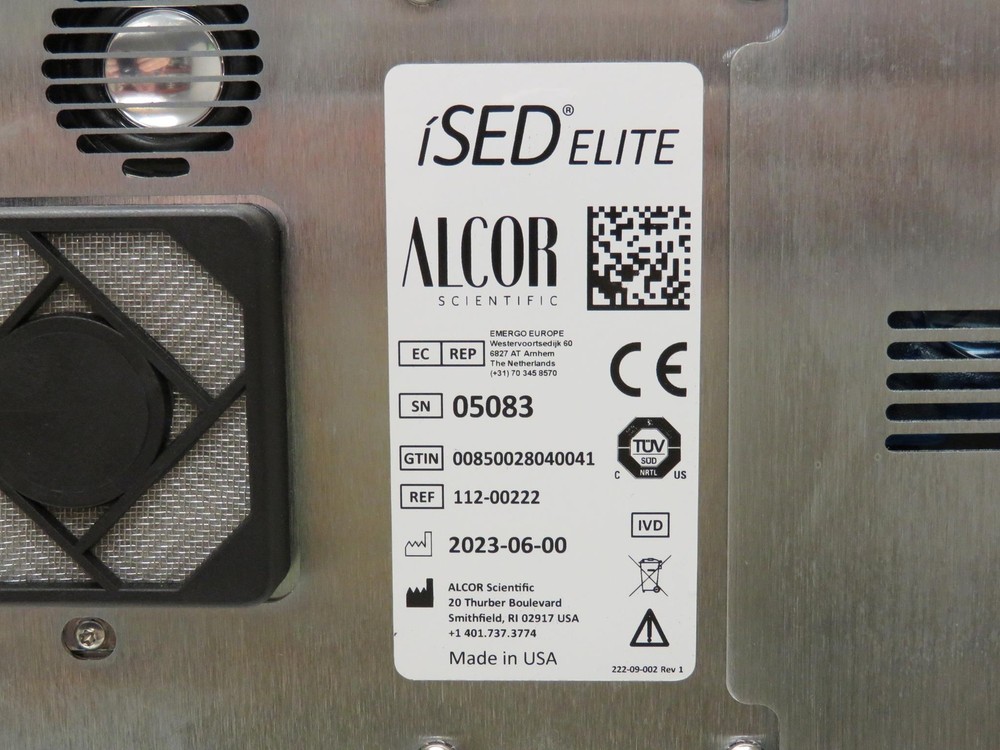 íSED® ELITE
ALCOR
SCIENTIFIC
EC REP
EMERGO EUROPE
Westervoortsedijk 60
6827 AT Arnhem
The Netherlands
(+31) 70 345 8570
CE
SN 05083
TÜV
SÜD
NRTL
C US
GTIN 00850028040041
REF 112-00222
IVD
2023-06-00
ALCOR Scientific
20 Thurber Boulevard
Smithfield, RI 02917 USA
+1 401.737.3774
Made in USA
222-09-002 Rev 1